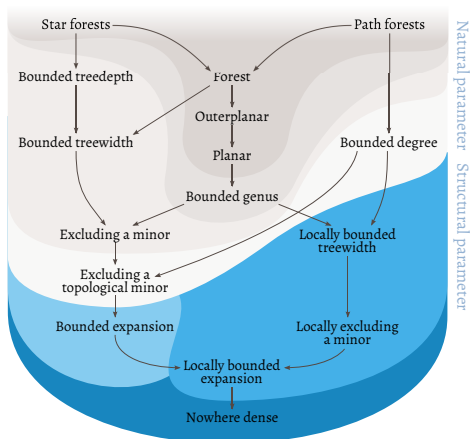 Star forests
Path forests
Bounded treedepth
Forest
Outerplanar
Bounded treewidth
Bounded degree
Planar
Bounded genus
Excluding a minor
Locally bounded
treewidth
Excluding a
topological minor
Bounded expansion
Locally excluding
a minor
Locally bounded
expansion
Nowhere dense
Natural parameter
Structural parameter